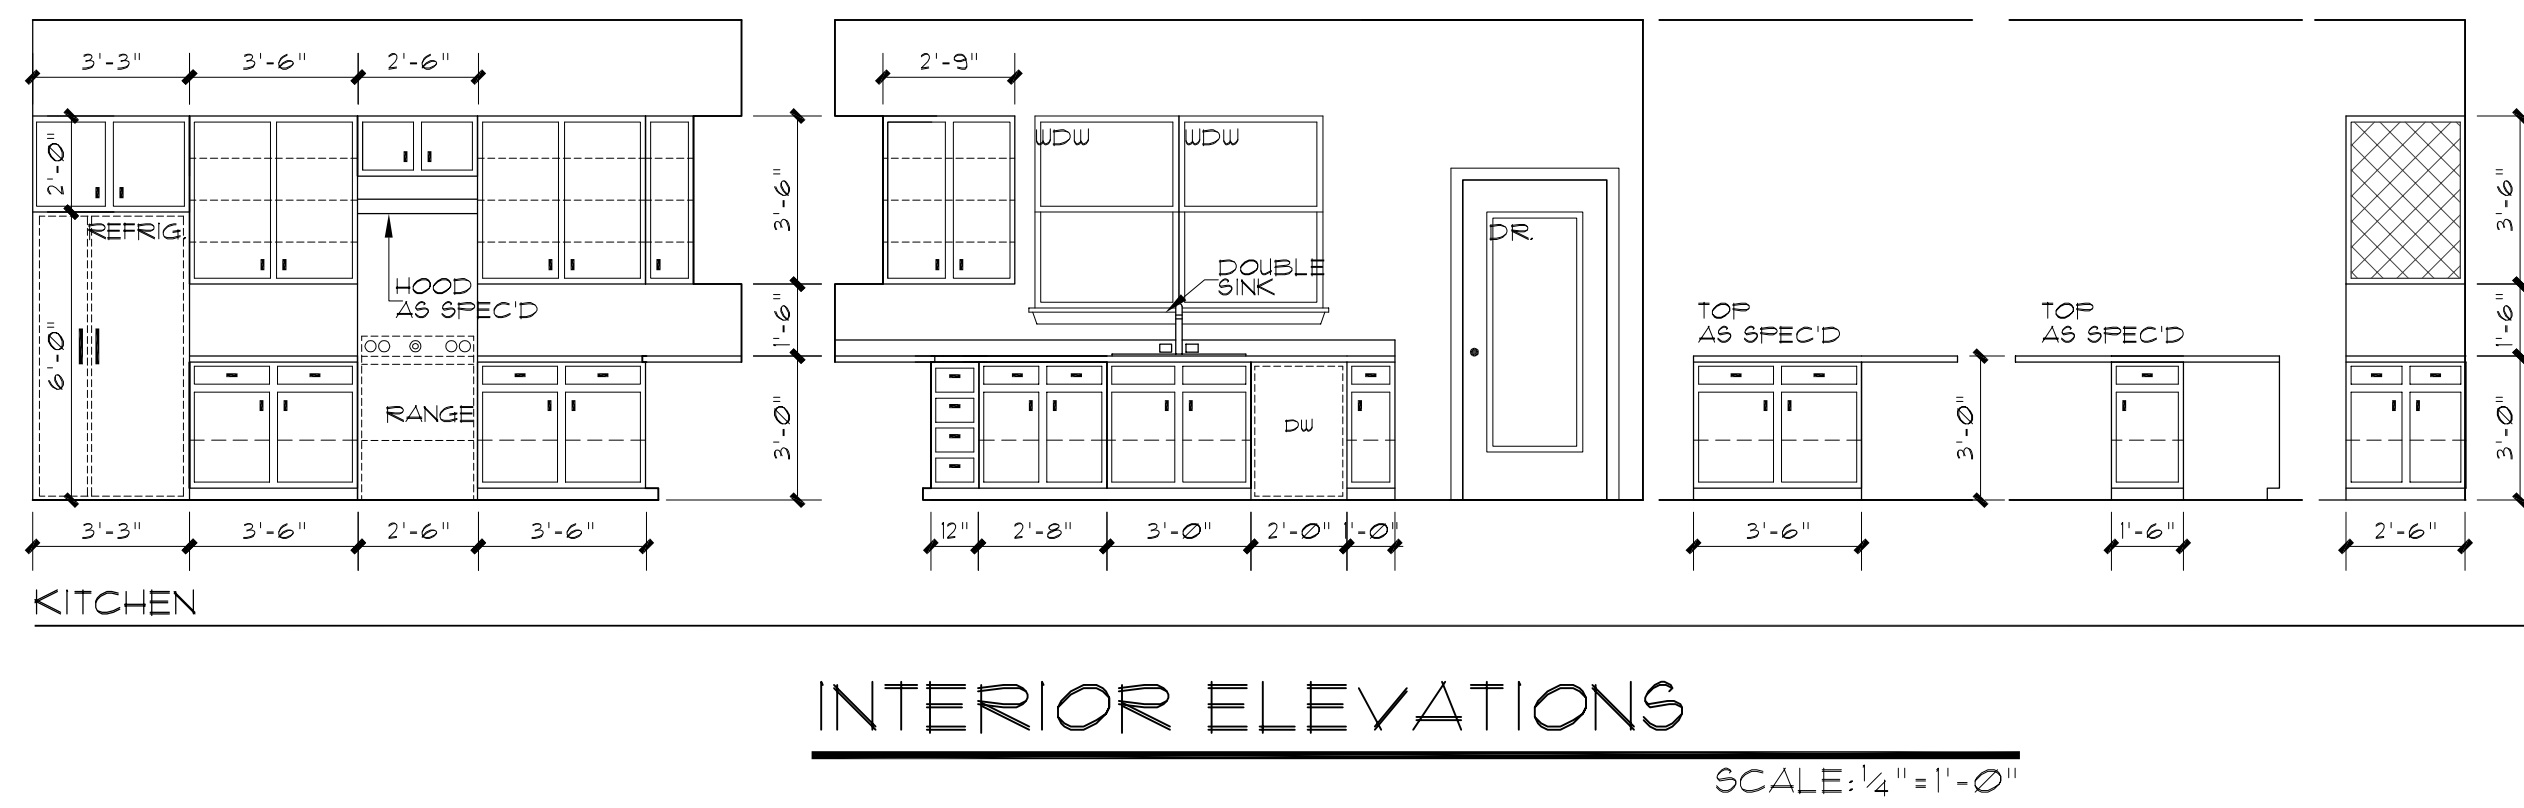 3'-3" 3'-6" 2'-6" 2'-9"
2'-0" 3'-6" WDW WDW 3'-6"
REFRIG. DR.
HOOD
AS SPEC'D
DOUBLE
SINK
1'-6" 1'-6"
TOP
AS SPEC'D
TOP
AS SPEC'D
6'-0" RANGE 3'-0" DW 3'-0" 3'-0"
3'-3" 3'-6" 2'-6" 3'-6" 12" 2'-8" 3'-0" 2'-0" 1'-0" 3'-6" 1'-6" 2'-6"
KITCHEN
INTERIOR ELEVATIONS
SCALE: 1/4" = 1'-0"